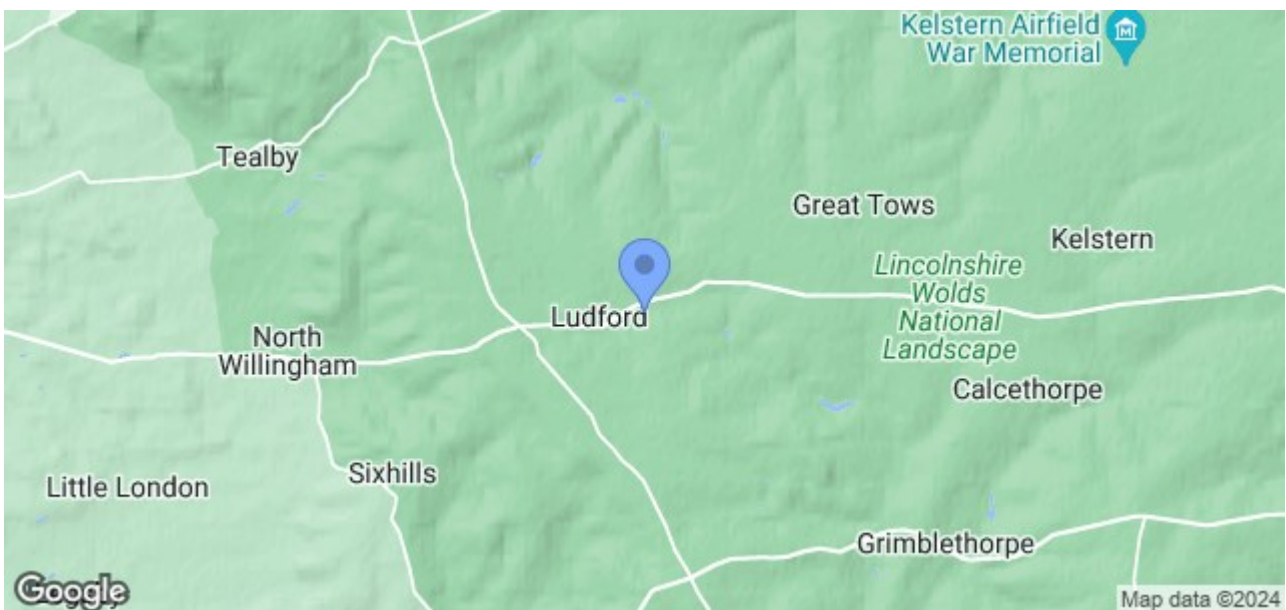 Kelstern Airfield
War Memorial
Tealby
Great Tows
Kelstern
Lincolnshire
Wolds
National
Landscape
Ludford
North
Willingham
Calcethorpe
Sixhills
Little London
Grimblethorpe
Google
Map data ©2024